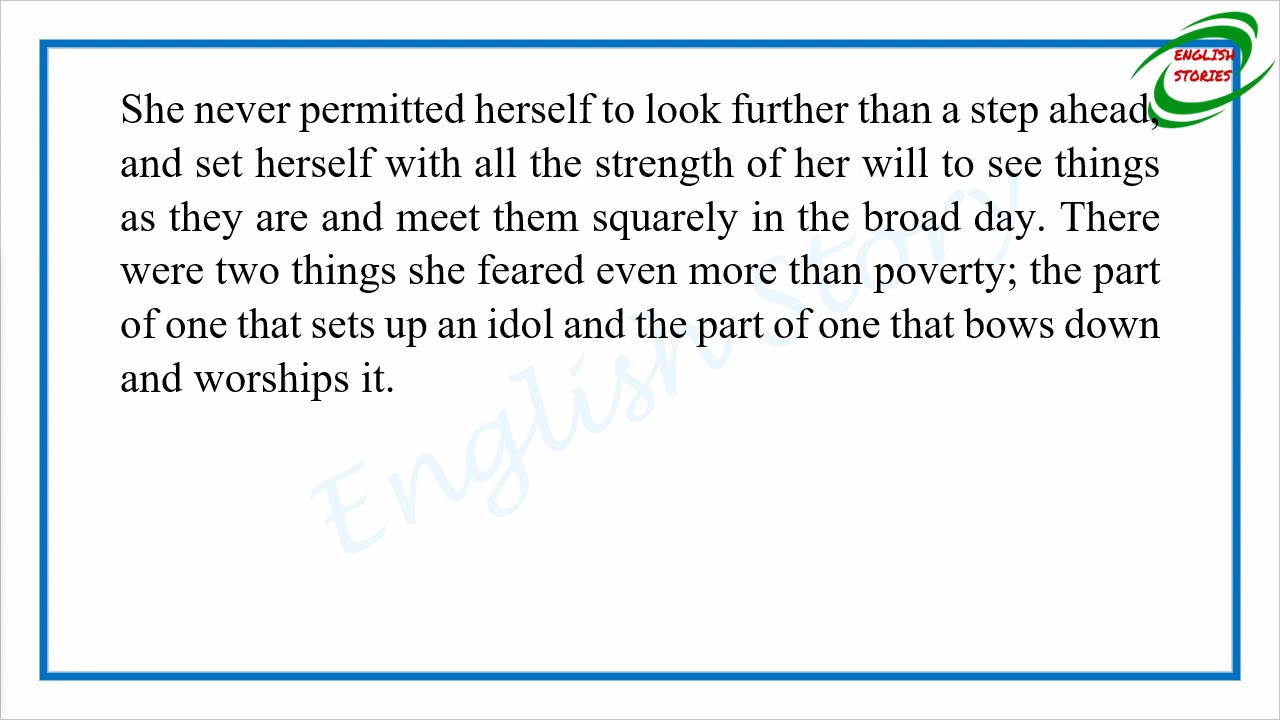 ENGLISH
STORIES
She never permitted herself to look further than a step ahead,
and set herself with all the strength of her will to see things
as they are and meet them squarely in the broad day. There
were two things she feared even more than poverty; the part
of one that sets up an idol and the part of one that bows down
and worships it.
English Story